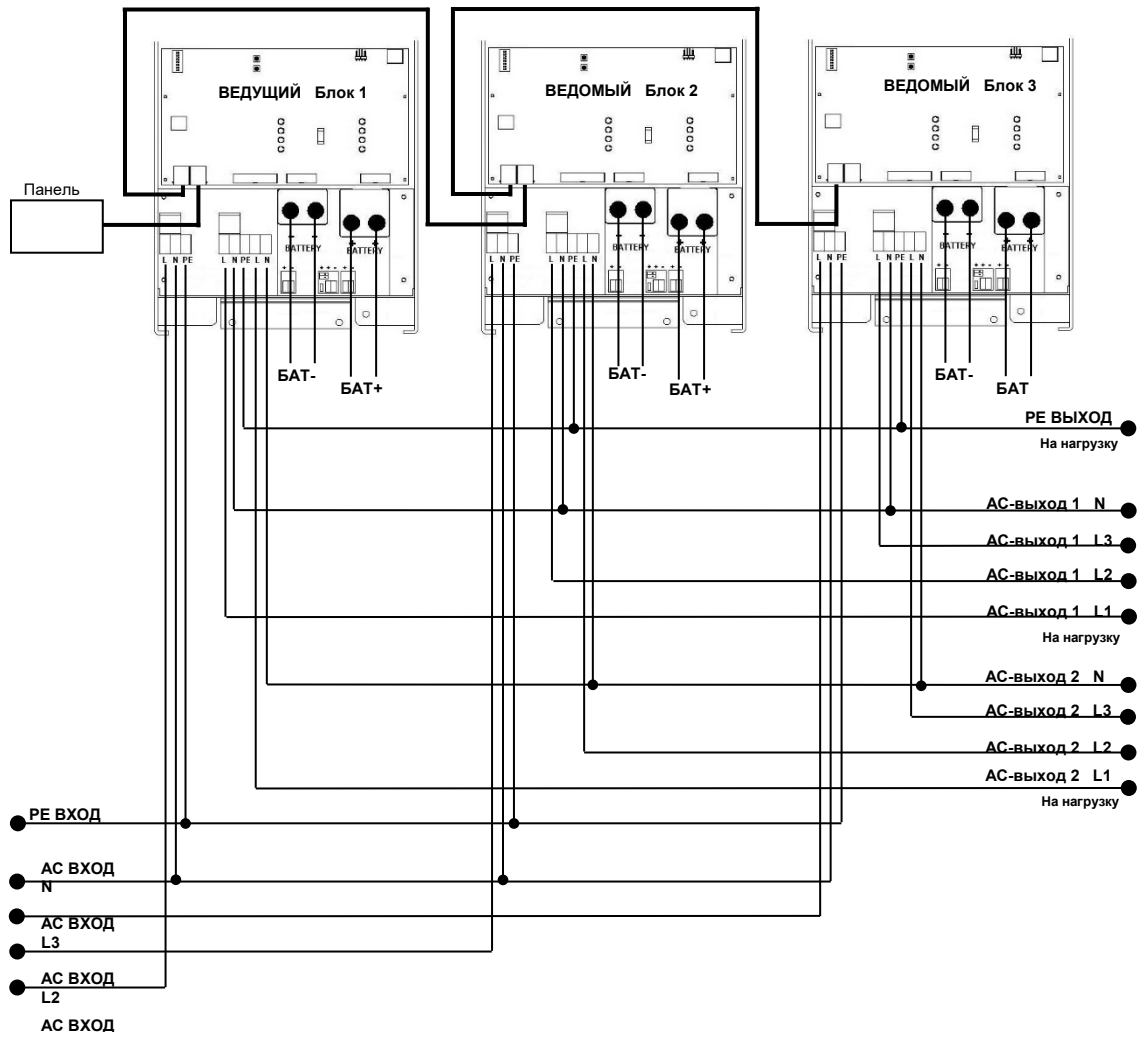 ВЕДУЩИЙ Блок 1
ВЕДОМЫЙ Блок 2
ВЕДОМЫЙ Блок 3
Панель
BATTERY
BATTERY
BATTERY
BATTERY
BATTERY
BATTERY
L N PE
L N PE L N
L N PE
L N PE L N
L N PE
L N PE L N
БАТ-
БАТ+
БАТ-
БАТ+
БАТ-
БАТ
PE ВЫХОД
На нагрузку
АС-выход 1 N
АС-выход 1 L3
АС-выход 1 L2
АС-выход 1 L1
На нагрузку
АС-выход 2 N
АС-выход 2 L3
АС-выход 2 L2
АС-выход 2 L1
На нагрузку
PE ВХОД
АС ВХОД
N
АС ВХОД
L3
АС ВХОД
L2
АС ВХОД